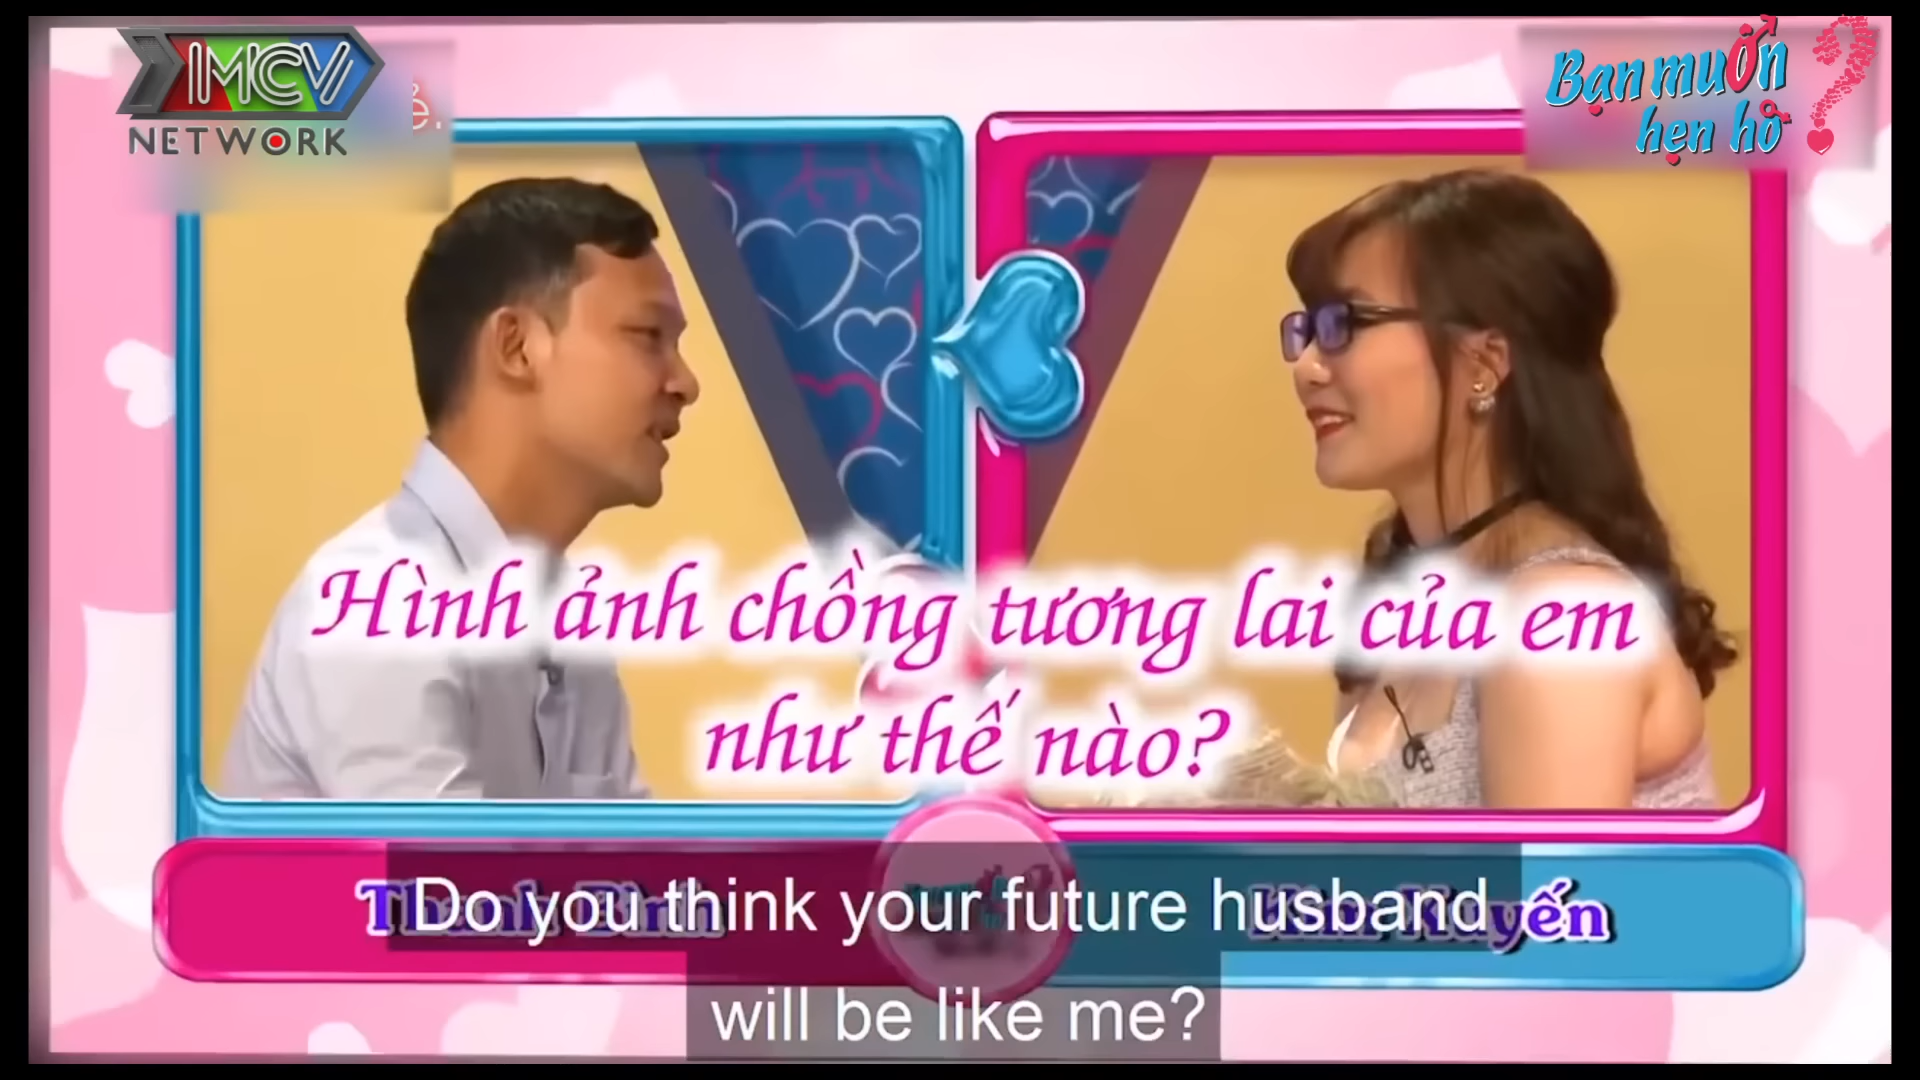 MCV
NETWORK
ế.
Bạn muốn
hẹn hò
?
Hình ảnh chồng tương lai của em
như thế nào?
Do you think your future husband
will be like me?